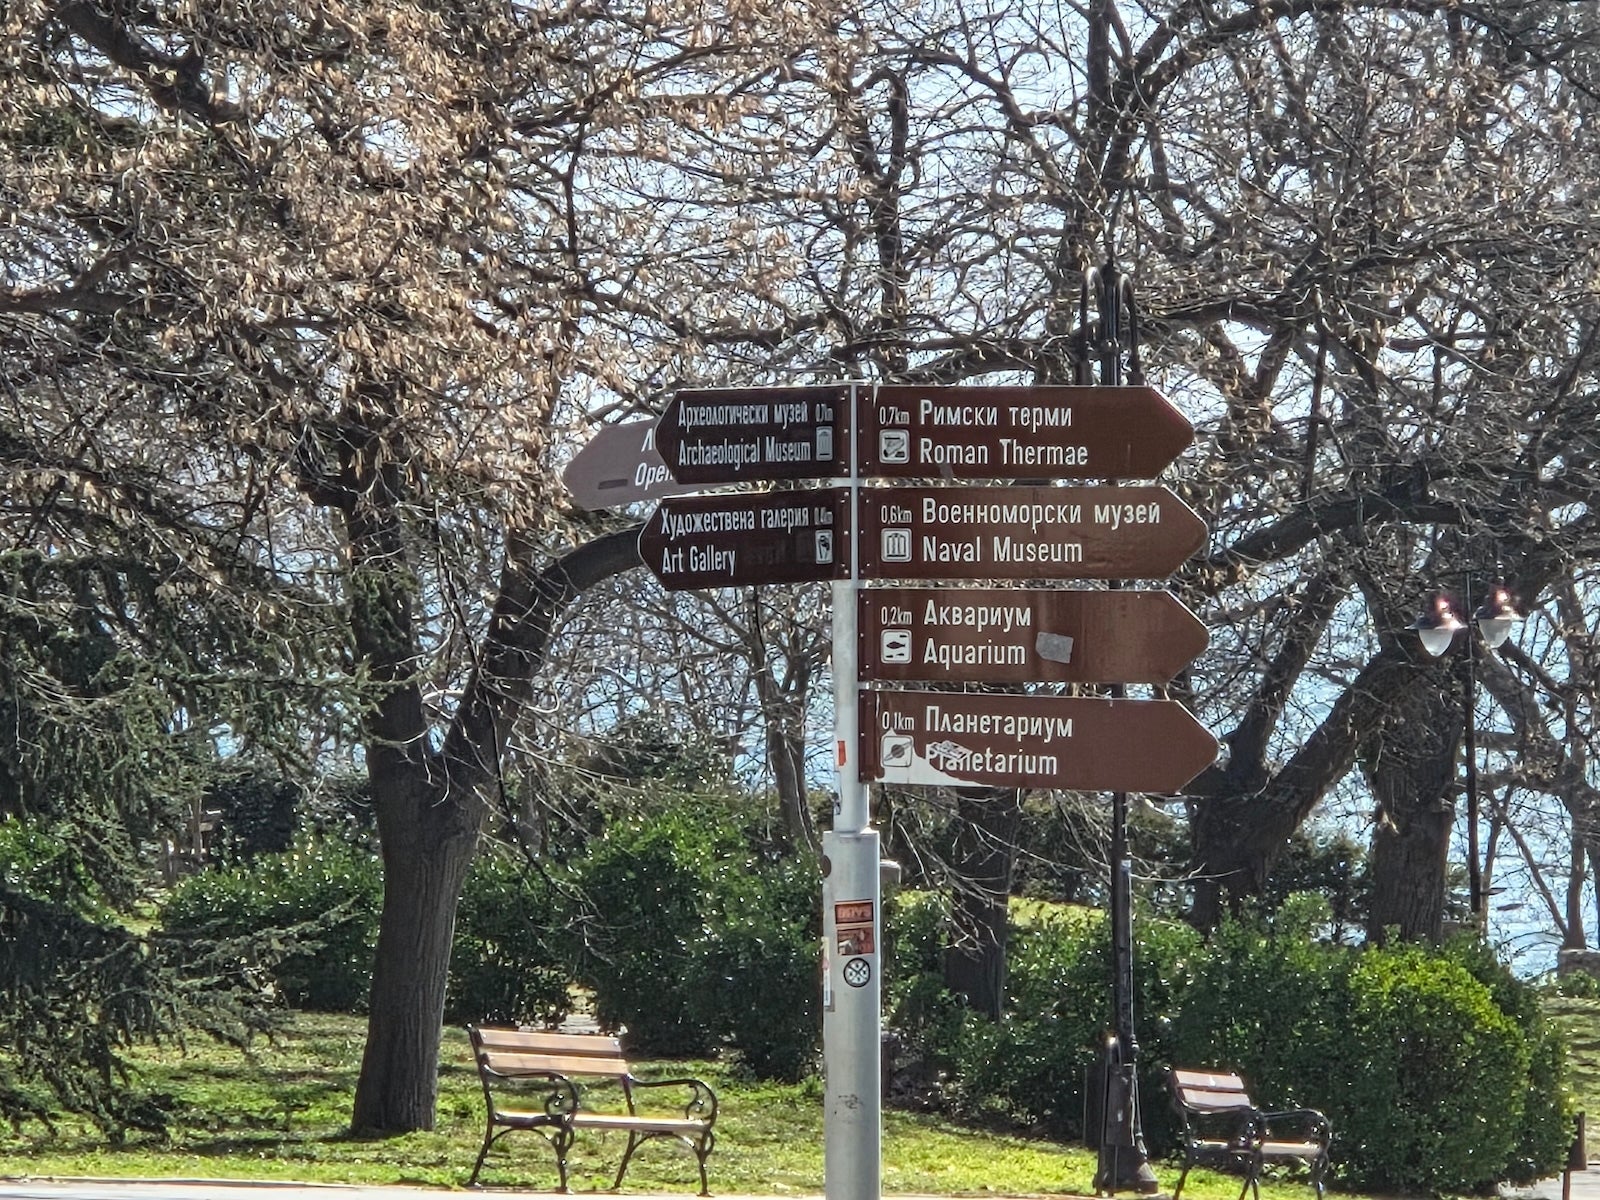 Археологически музей 0,7km
Archaeological Museum
Open
Художествена галерия 0,4km
Art Gallery
0,7km Римски терми
Roman Thermae
0,6km Военноморски музей
Naval Museum
0,2km Аквариум
Aquarium
0,1km Планетариум
Planetarium